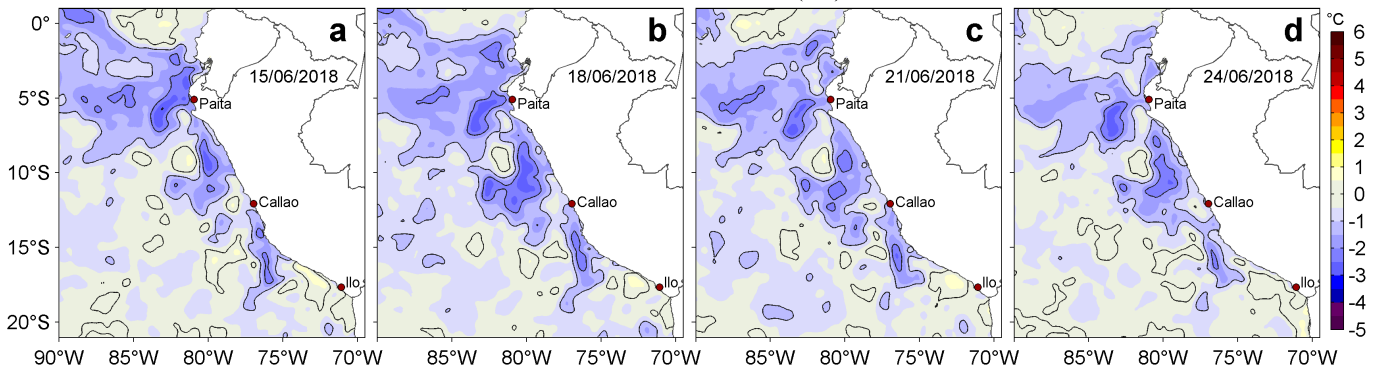 a b c d
°C
15/06/2018 18/06/2018 21/06/2018 24/06/2018
Paita Paita Paita Paita
Callao Callao Callao Callao
Ilo Ilo Ilo Ilo
0°
5°S
10°S
15°S
20°S
90°W 85°W 80°W 75°W 70°W
85°W 80°W 75°W 70°W
85°W 80°W 75°W 70°W
85°W 80°W 75°W 70°W
6
5
4
3
2
1
0
-1
-2
-3
-4
-5